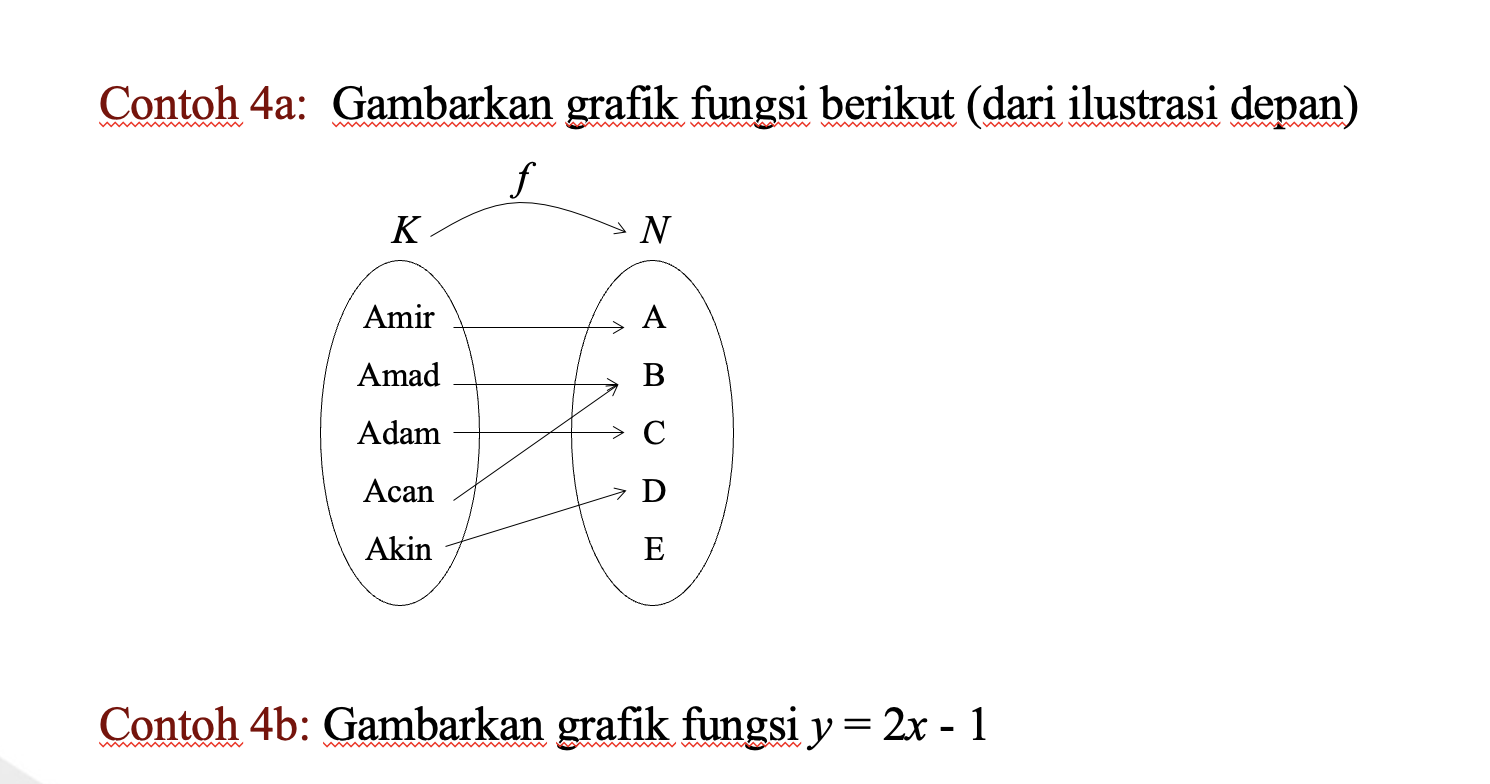 Contoh 4a: Gambarkan grafik fungsi berikut (dari ilustrasi depan)
f
K N
Amir A
Amad B
Adam C
Acan D
Akin E
Contoh 4b: Gambarkan grafik fungsi y = 2x - 1